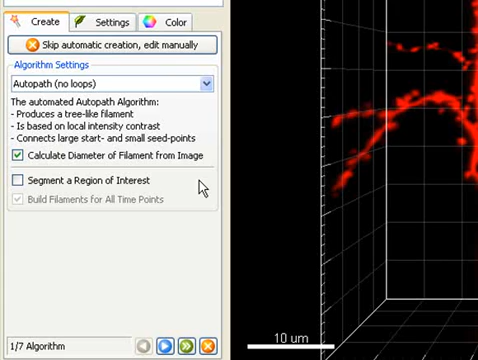 Create
Settings
Color
Skip automatic creation, edit manually
Algorithm Settings
Autopath (no loops)
The automated Autopath Algorithm:
- Produces a tree-like filament
- Is based on local intensity contrast
- Connects large start- and small seed-points
Calculate Diameter of Filament from Image
Segment a Region of Interest
Build Filaments for All Time Points
1/7 Algorithm
10 um